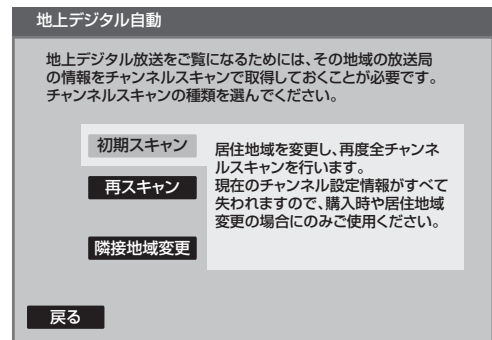 地上デジタル自動
地上デジタル放送をご覧になるためには、その地域の放送局
の情報をチャンネルスキャンで取得しておくことが必要です。
チャンネルスキャンの種類を選んでください。
初期スキャン
居住地域を変更し、再度全チャンネ
ルスキャンを行います。
現在のチャンネル設定情報がすべて
失われますので、購入時や居住地域
変更の場合にのみご使用ください。
再スキャン
隣接地域変更
戻る